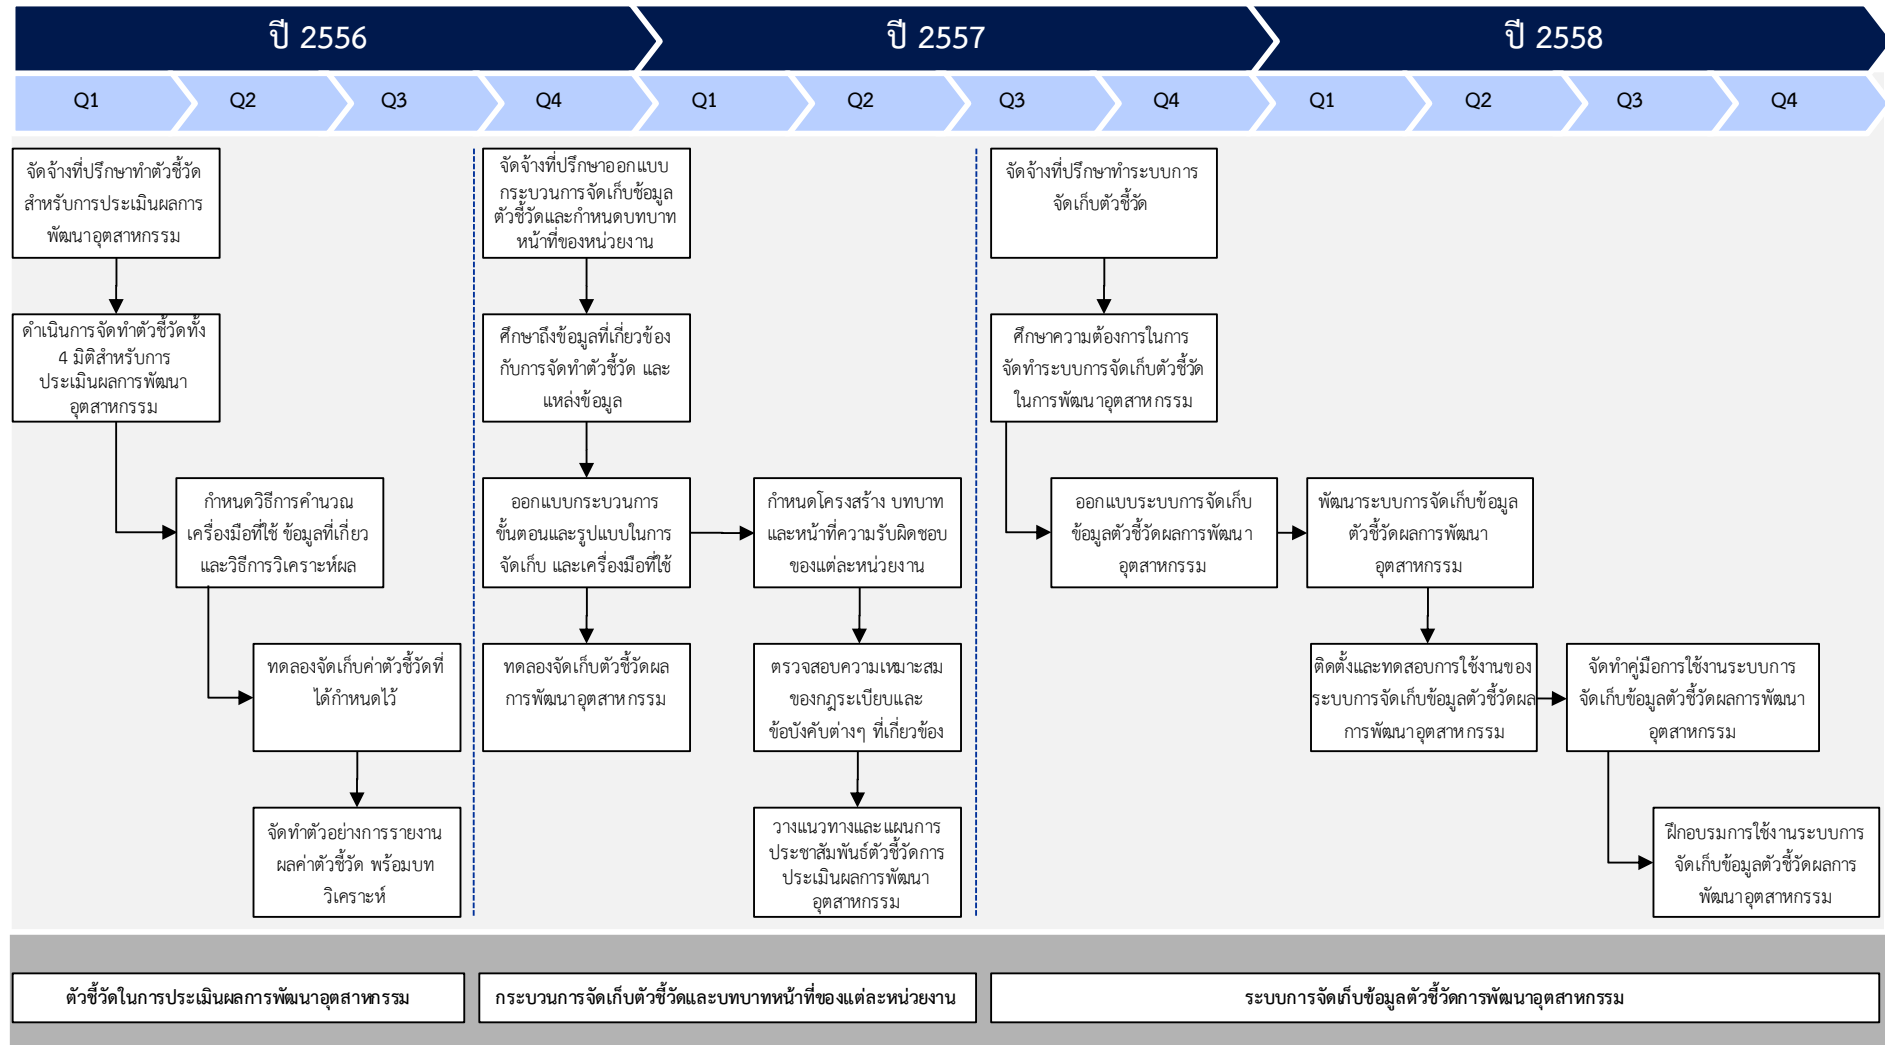 ปี 2556
ปี 2557
ปี 2558
Q1
Q2
Q3
Q4
Q1
Q2
Q3
Q4
Q1
Q2
Q3
Q4
จัดจ้างที่ปรึกษาทำตัวชี้วัด
สำหรับการประเมินผลการ
พัฒนาอุตสาหกรรม
ดำเนินการจัดทำตัวชี้วัดทั้ง
4 มิติสำหรับการ
ประเมินผลการพัฒนา
อุตสาหกรรม
กำหนดวิธีการคำนวณ
เครื่องมือที่ใช้ ข้อมูลที่เกี่ยว
และวิธีการวิเคราะห์ผล
ทดลองจัดเก็บค่าตัวชี้วัดที่
ได้กำหนดไว้
จัดทำตัวอย่างการรายงาน
ผลค่าตัวชี้วัด พร้อมบท
วิเคราะห์
จัดจ้างที่ปรึกษาออกแบบ
กระบวนการจัดเก็บช้อมูล
ตัวชี้วัดและกำหนดบทบาท
หน้าที่ของหน่วยงาน
ศึกษาถึงข้อมูลที่เกี่ยวข้อง
กับการจัดทำตัวชี้วัด และ
แหล่งข้อมูล
ออกแบบกระบวนการ
ขั้นตอนและรูปแบบในการ
จัดเก็บ และเครื่องมือที่ใช้
ทดลองจัดเก็บตัวชี้วัดผล
การพัฒนาอุตสาหกรรม
กำหนดโครงสร้าง บทบาท
และหน้าที่ความรับผิดชอบ
ของแต่ละหน่วยงาน
ตรวจสอบความเหมาะสม
ของกฎระเบียบและ
ข้อบังคับต่างๆ ที่เกี่ยวข้อง
วางแนวทางและแผนการ
ประชาสัมพันธ์ตัวชี้วัดการ
ประเมินผลการพัฒนา
อุตสาหกรรม
จัดจ้างที่ปรึกษาทำระบบการ
จัดเก็บตัวชี้วัด
ศึกษาความต้องการในการ
จัดทำระบบการจัดเก็บตัวชี้วัด
ในการพัฒนาอุตสาหกรรม
ออกแบบระบบการจัดเก็บ
ข้อมูลตัวชี้วัดผลการพัฒนา
อุตสาหกรรม
พัฒนาระบบการจัดเก็บข้อมูล
ตัวชี้วัดผลการพัฒนา
อุตสาหกรรม
ติดตั้งและทดสอบการใช้งานของ
ระบบการจัดเก็บข้อมูลตัวชี้วัดผล
การพัฒนาอุตสาหกรรม
จัดทำคู่มือการใช้งานระบบการ
จัดเก็บข้อมูลตัวชี้วัดผลการพัฒนา
อุตสาหกรรม
ฝึกอบรมการใช้งานระบบการ
จัดเก็บข้อมูลตัวชี้วัดผลการ
พัฒนาอุตสาหกรรม
ตัวชี้วัดในการประเมินผลการพัฒนาอุตสาหกรรม
กระบวนการจัดเก็บตัวชี้วัดและบทบาทหน้าที่ของแต่ละหน่วยงาน
ระบบการจัดเก็บข้อมูลตัวชี้วัดการพัฒนาอุตสาหกรรม